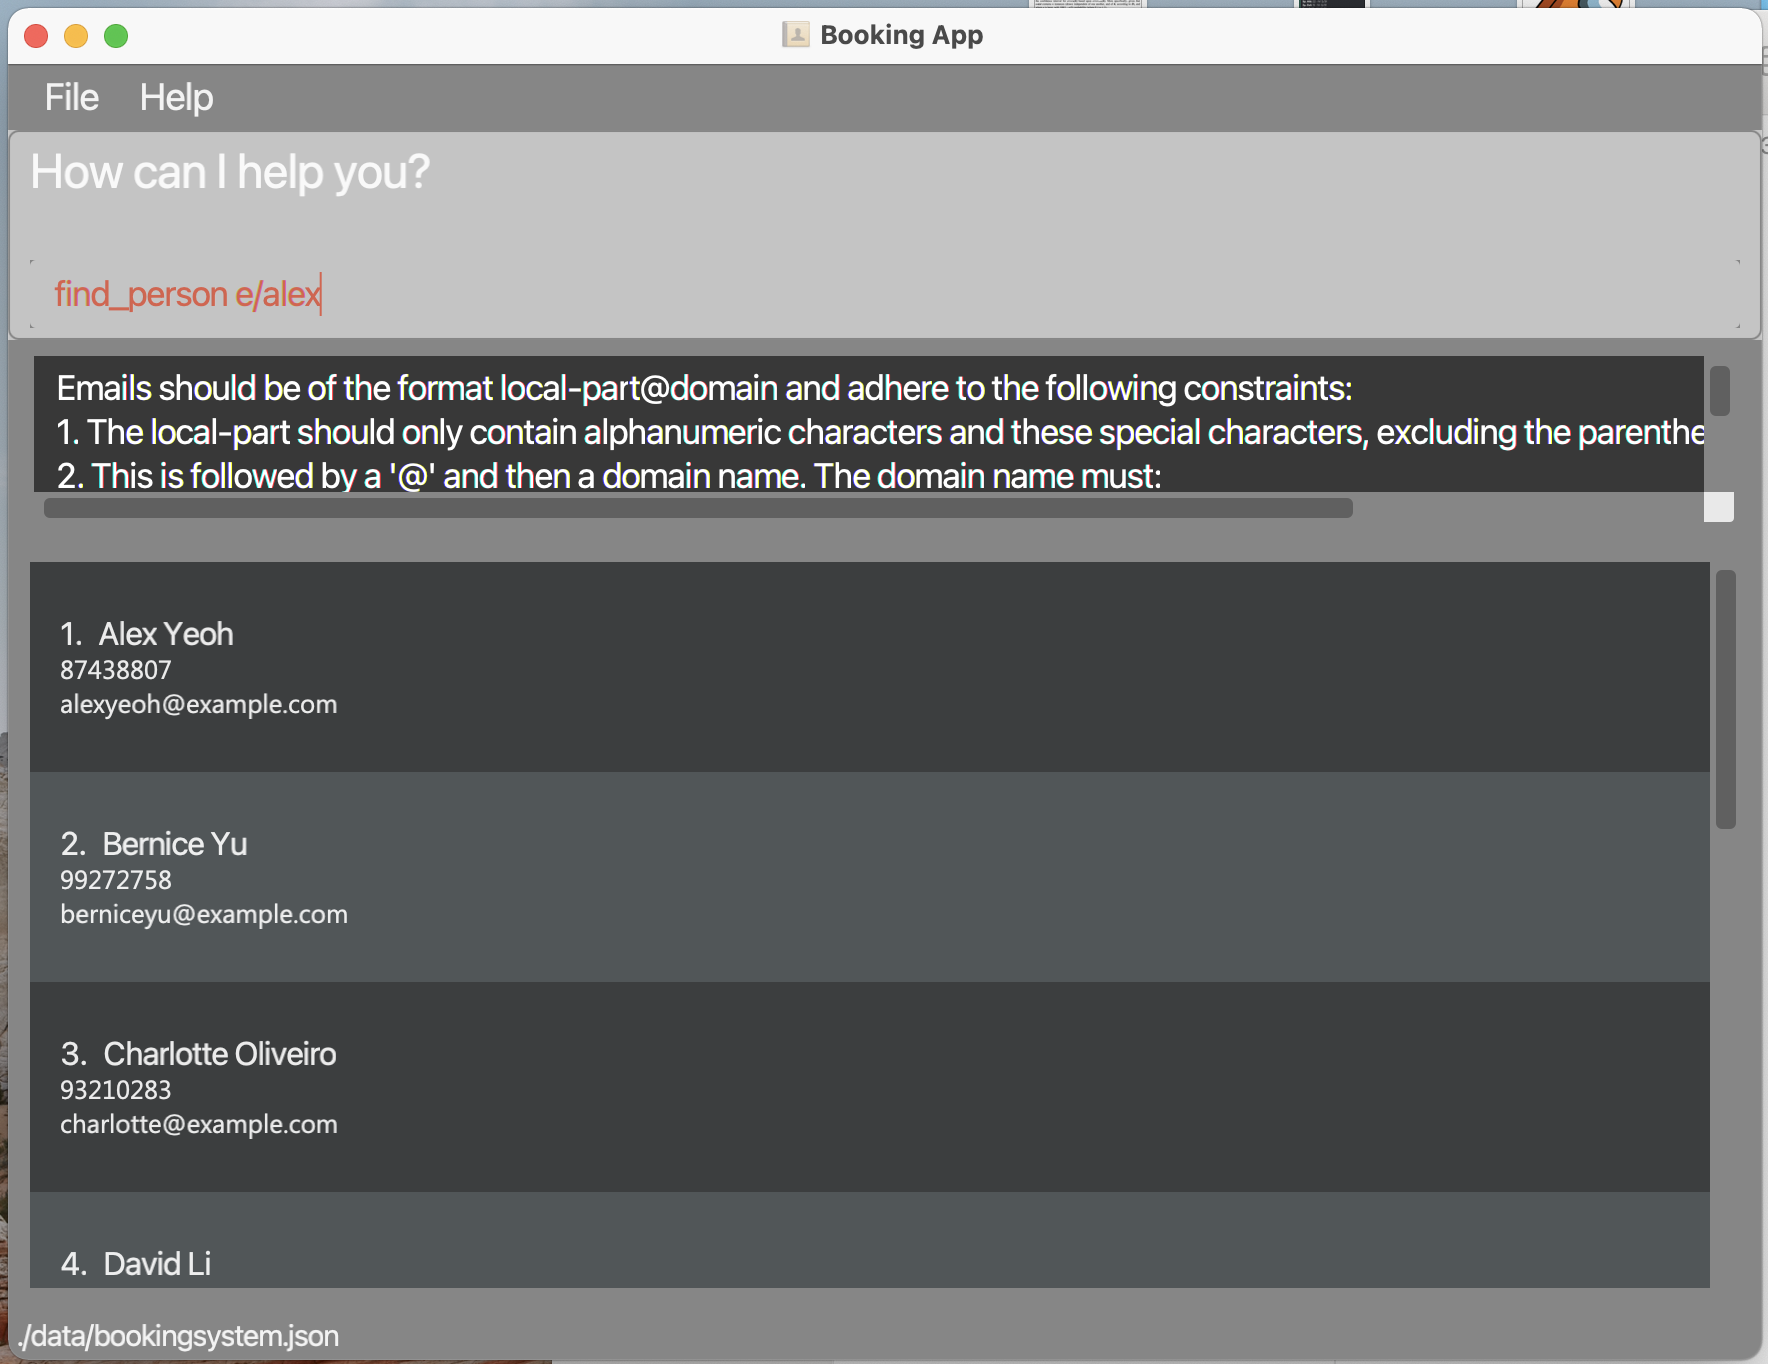 Booking App
File Help
How can I help you?
find_person e/alex
Emails should be of the format local-part@domain and adhere to the following constraints:
1. The local-part should only contain alphanumeric characters and these special characters, excluding the parenthe
2. This is followed by a '@' and then a domain name. The domain name must:
1. Alex Yeoh
87438807
alexyeoh@example.com
2. Bernice Yu
99272758
berniceyu@example.com
3. Charlotte Oliveiro
93210283
charlotte@example.com
4. David Li
./data/bookingsystem.json